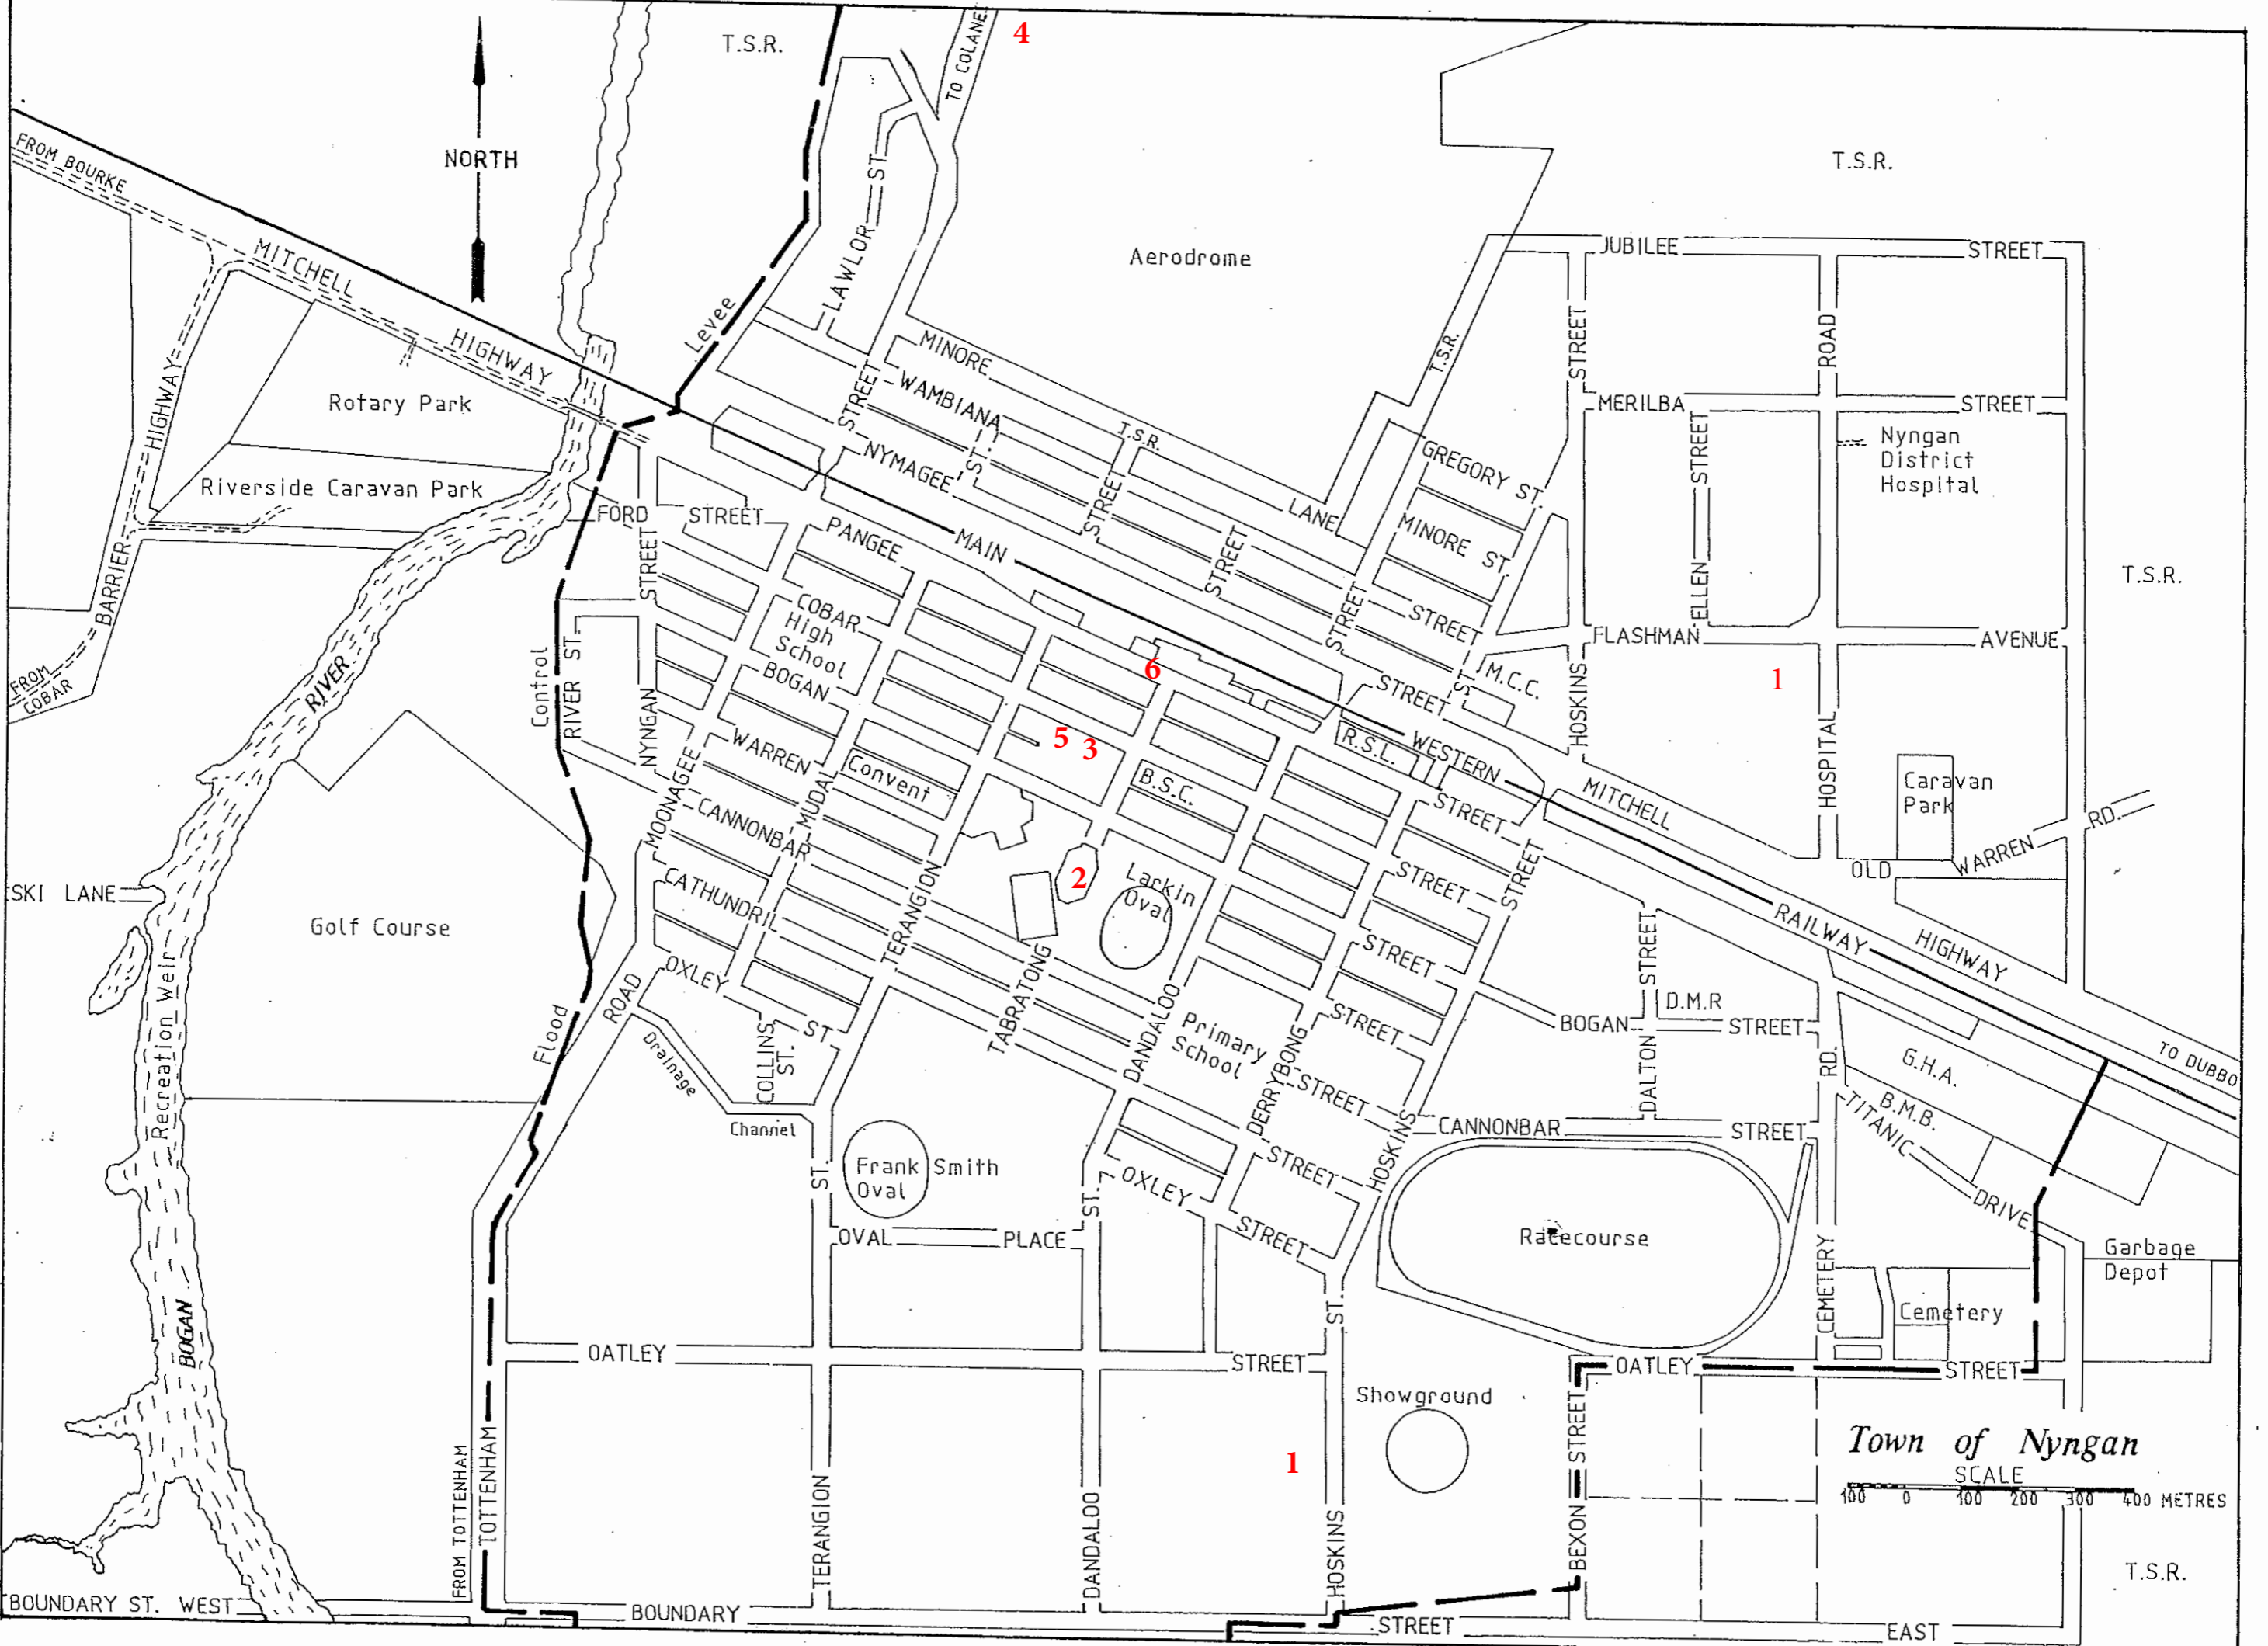 T.S.R.
TO COLANE
4
NORTH
FROM BOURKE
LAWLOR ST
T.S.R.
MITCHELL
HIGHWAY
Aerodrome
JUBILEE STREET
Levee
MINORE
T.S.R.
STREET
ROAD
HIGHWAY
Rotary Park
STREET
WAMBIANA
T.S.R.
MERILBA STREET
Riverside Caravan Park
NYMAGEE
ST.
GREGORY ST.
Nyngan
District
Hospital
FORD STREET
PANGEE
MAIN
STREET
LANE
MINORE ST.
ELLEN STREET
BARRIER
STREET
COBAR
High
School
STREET
STREET
STREET
FLASHMAN AVENUE
T.S.R.
FROM
COBAR
RIVER
Control
RIVER ST.
NYNGAN
BOGAN
6
STREET
ST
M.C.C.
HOSKINS
1
MOONAGEE
WARREN
MUDAL
Convent
5 3
R.S.L.
WESTERN
MITCHELL
HOSPITAL
Caravan
Park
CANNONBAR
B.S.C.
STREET
OLD WARREN RD.
SKI LANE
Golf Course
CATHUNDRIL
TERANGION
2
Larkin
Oval
STREET
STREET
RAILWAY
HIGHWAY
Recreation Weir
Flood
ROAD
OXLEY ST
COLLINS
ST.
TABRATONG
DANDALOO
STREET
DALTON STREET
D.M.R
Drainage
Channel
Primary
School
STREET
BOGAN STREET
TO DUBBO
DERRYBONG
STREET
RD.
G.H.A.
B.M.B.
HOSKINS
CANNONBAR STREET
TITANIC DRIVE
ST.
Frank Smith
Oval
ST.
OXLEY STREET
STREET
OVAL PLACE
Racecourse
CEMETERY
Garbage
Depot
BOGAN
ST.
Cemetery
OATLEY STREET
OATLEY STREET
Showground
STREET
Town of Nyngan
SCALE
100 0 100 200 300 400 METRES
1
FROM TOTTENHAM
TOTTENHAM
TERANGION
DANDALOO
HOSKINS
BEXON
T.S.R.
BOUNDARY ST. WEST
BOUNDARY STREET EAST